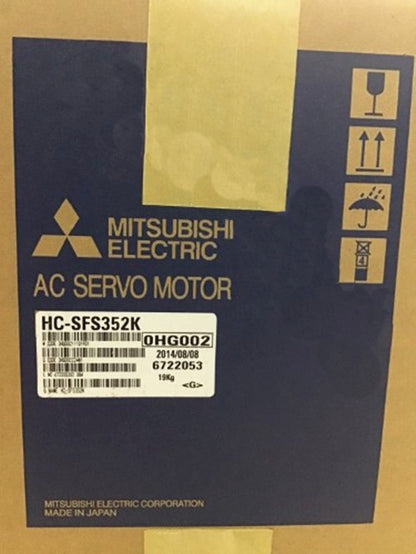 MITSUBISHI
ELECTRIC
AC SERVO MOTOR
HC-SFS352K
0HG002
2014/08/08
6722053
19Kg
<G>
4
MITSUBISHI ELECTRIC CORPORATION
MADE IN JAPAN